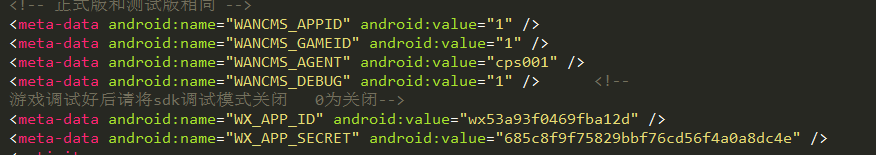 <!-- 正式版和测试版相同 -->
<meta-data android:name="WANCMS_APPID" android:value="1" />
<meta-data android:name="WANCMS_GAMEID" android:value="1" />
<meta-data android:name="WANCMS_AGENT" android:value="cps001" />
<meta-data android:name="WANCMS_DEBUG" android:value="1" />      <!--
游戏调试好后请将sdk调试模式关闭   0为关闭-->
<meta-data android:name="WX_APP_ID" android:value="wx53a93f0469fba12d" />
<meta-data android:name="WX_APP_SECRET" android:value="685c8f9f75829bbf76cd56f4a0a8dc4e" />